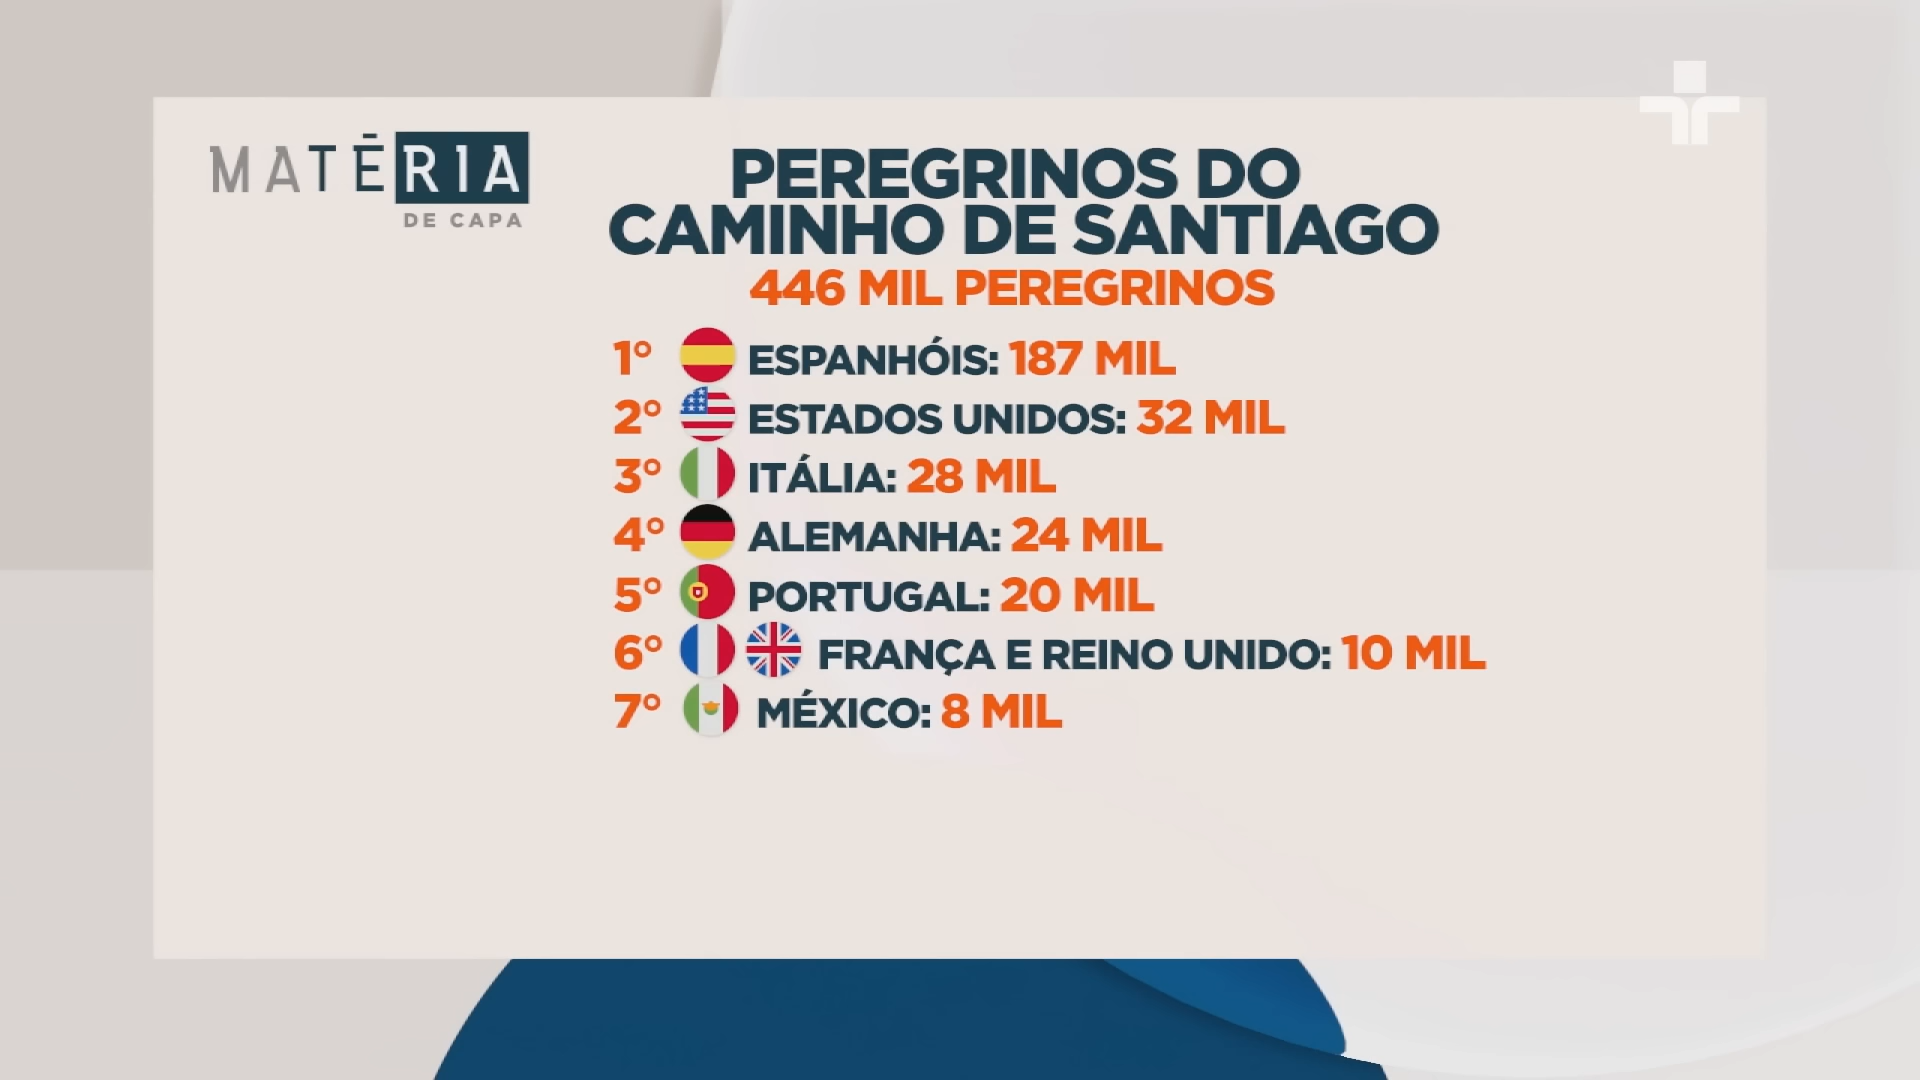 MATÉRIA
DE CAPA
PEREGRINOS DO
CAMINHO DE SANTIAGO
446 MIL PEREGRINOS
1° ESPANHÓIS: 187 MIL
2° ESTADOS UNIDOS: 32 MIL
3° ITÁLIA: 28 MIL
4° ALEMANHA: 24 MIL
5° PORTUGAL: 20 MIL
6° FRANÇA E REINO UNIDO: 10 MIL
7° MÉXICO: 8 MIL